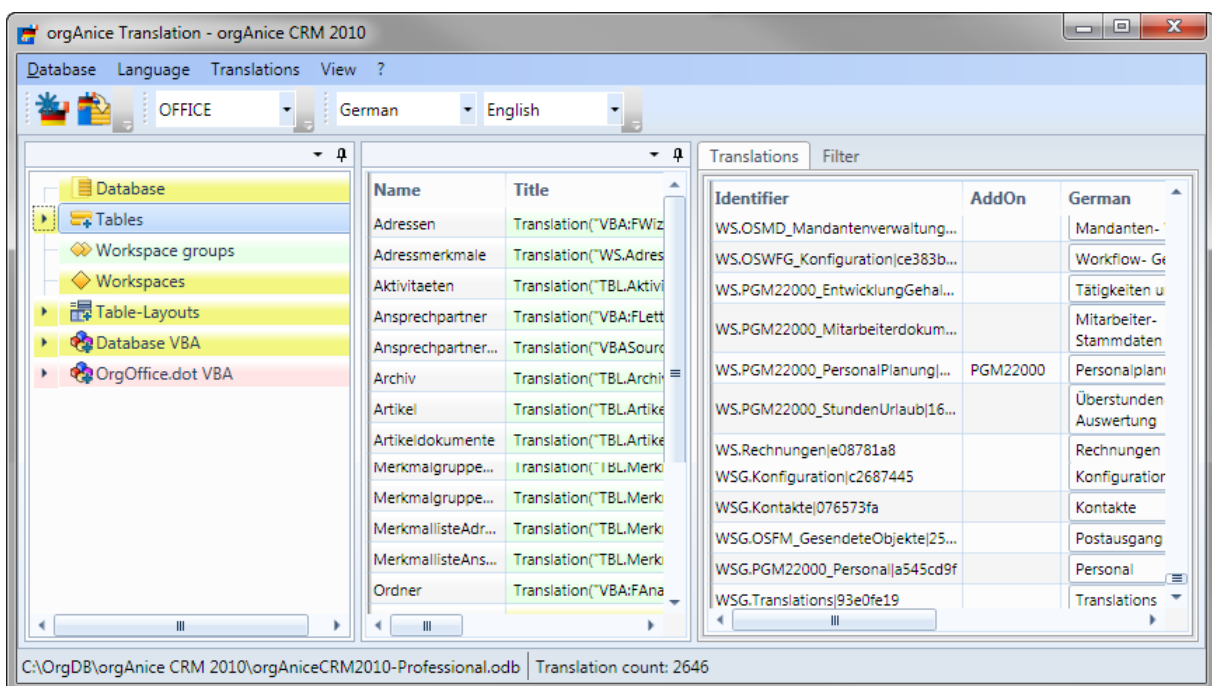 orgAnice Translation - orgAnice CRM 2010
Database Language Translations View ?
OFFICE German English
Database
Tables
Workspace groups
Workspaces
Table-Layouts
Database VBA
OrgOffice.dot VBA
Name Title
Adressen Translation("VBA:FWiz
Adressmerkmale Translation("WS.Adres
Aktivitaeten Translation("TBL.Aktivi
Ansprechpartner Translation("VBA:FLett
Ansprechpartner... Translation("VBASourc
Archiv Translation("TBL.Archiv
Artikel Translation("TBL.Artike
Artikeldokumente Translation("TBL.Artike
Merkmalgruppe... Translation("TBL.Merkm
Merkmalgruppe... Translation("TBL.Merkm
MerkmallisteAdr... Translation("TBL.Merkm
MerkmallisteAns... Translation("TBL.Merkm
Ordner Translation("VBA:FAna
Translations Filter
Identifier AddOn German
WS.OSMD_Mandantenverwaltung... Mandanten-
WS.OSWFG_Konfiguration|ce383b... Workflow- Ge
WS.PGM22000_EntwicklungGehal... Tätigkeiten u
WS.PGM22000_Mitarbeiterdokum... Mitarbeiter-
Stammdaten
WS.PGM22000_PersonalPlanung|... PGM22000 Personalplan
WS.PGM22000_StundenUrlaub|16... Überstunden
Auswertung
WS.Rechnungen|e08781a8 Rechnungen
WSG.Konfiguration|c2687445 Konfiguration
WSG.Kontakte|076573fa Kontakte
WSG.OSFM_GesendeteObjekte|25... Postausgang
WSG.PGM22000_Personal|a545cd9f Personal
WSG.Translations|93e0fe19 Translations
C:\OrgDB\orgAnice CRM 2010\orgAniceCRM2010-Professional.odb Translation count: 2646